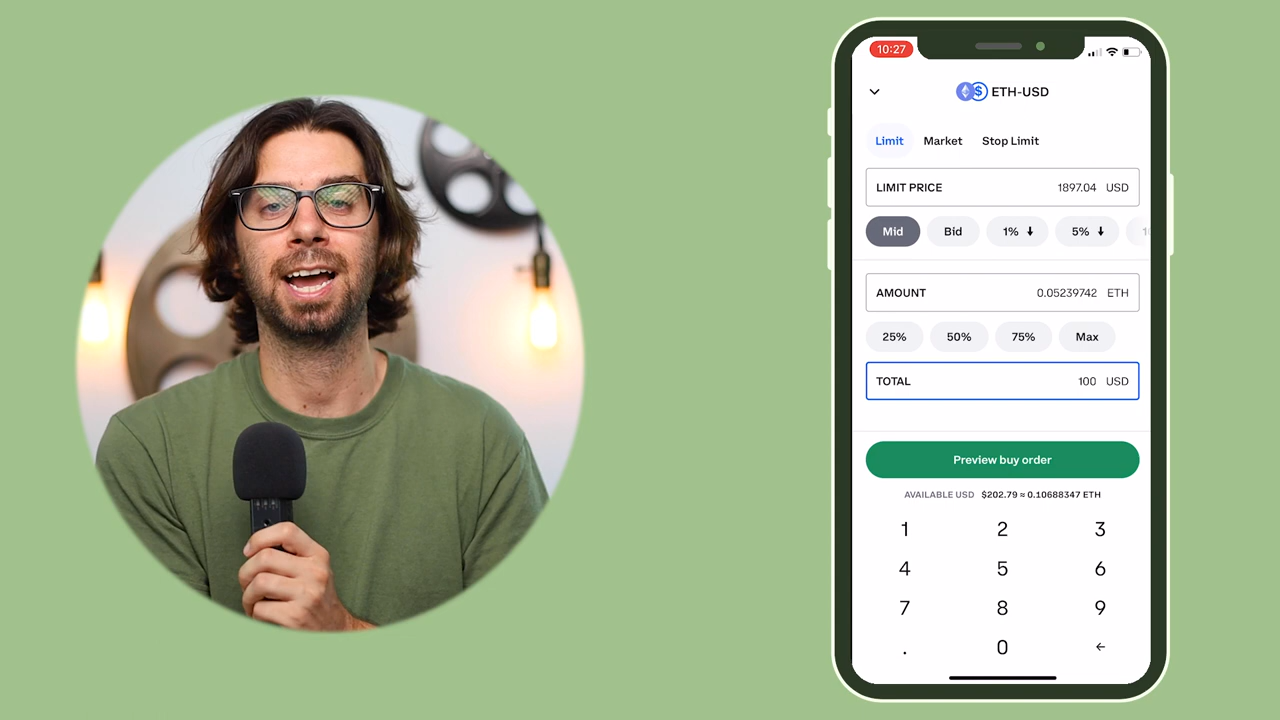 10:27
ETH-USD
Limit Market Stop Limit
LIMIT PRICE 1897.04 USD
Mid Bid 1% 5%
AMOUNT 0.05239742 ETH
25% 50% 75% Max
TOTAL 100 USD
Preview buy order
AVAILABLE USD $202.79 ≈ 0.10688347 ETH
1 2 3
4 5 6
7 8 9
. 0